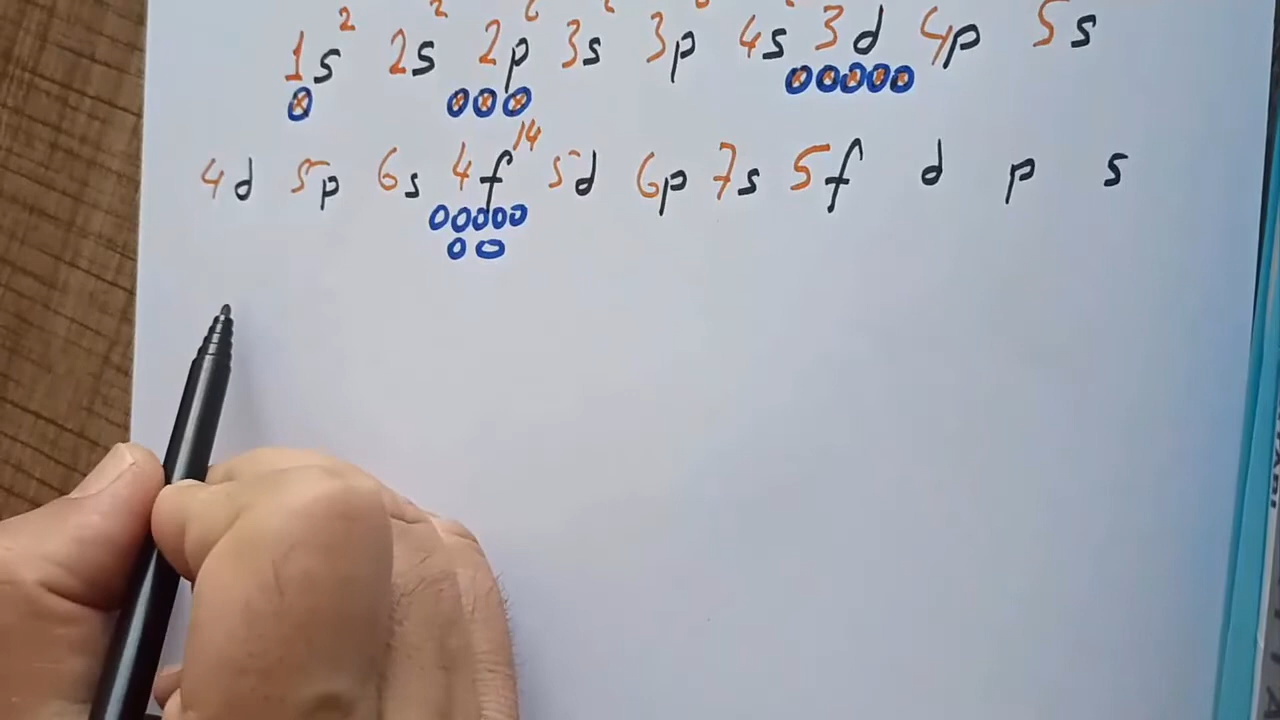 1s² 2s² 2p⁶ 3s 3p 4s 3d 4p 5s
4d 5p 6s 4f¹⁴ 5d 6p 7s 5f d p s